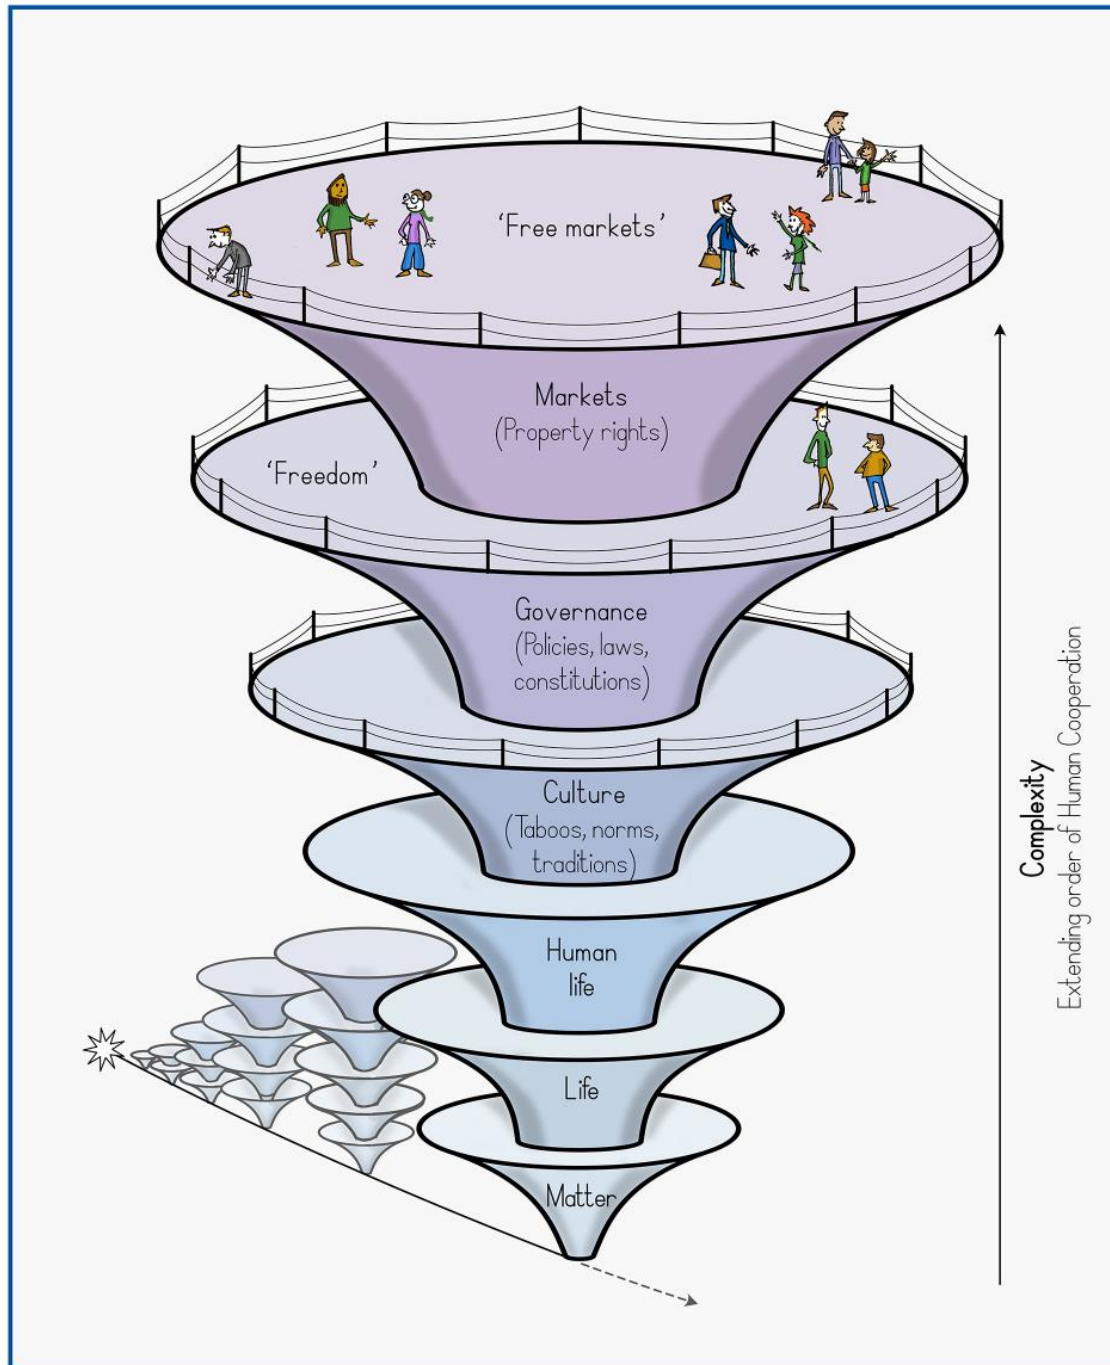 ‘Free markets’
Markets
(Property rights)
‘Freedom’
Governance
(Policies, laws,
constitutions)
Culture
(Taboos, norms,
traditions)
Human
life
Life
Matter
Complexity
Extending order of Human Cooperation